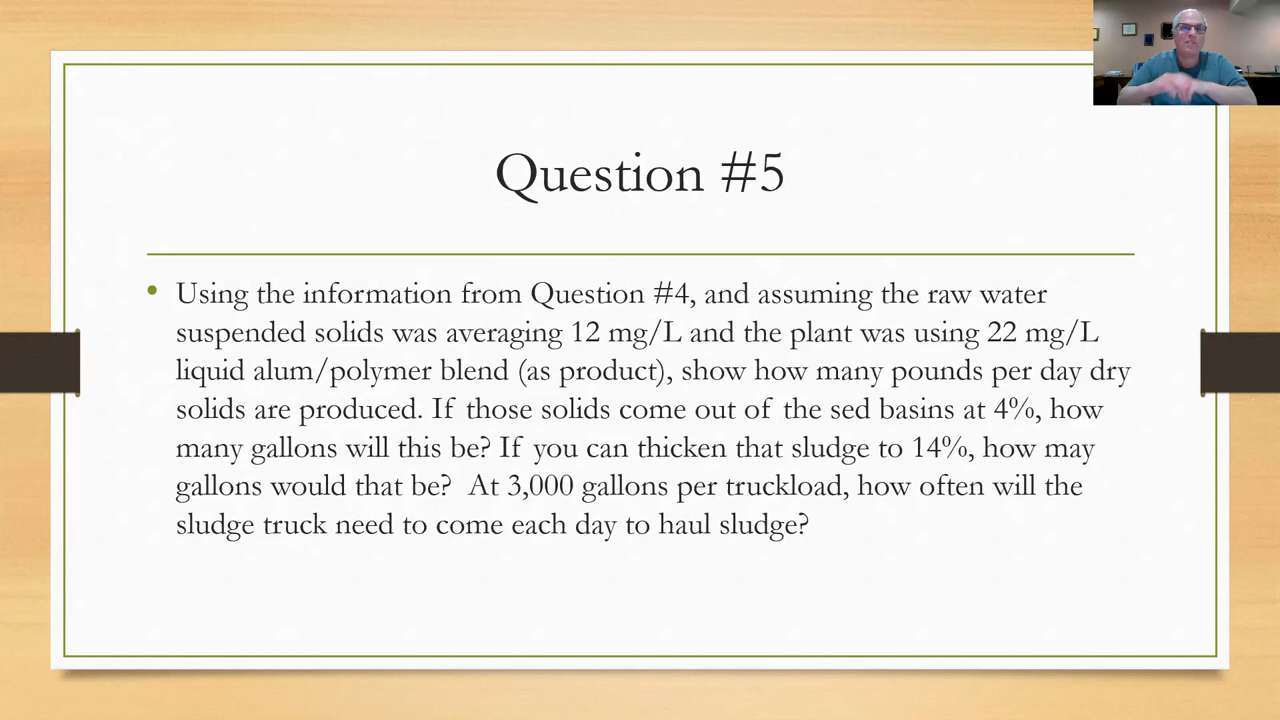 Question #5
• Using the information from Question #4, and assuming the raw water
suspended solids was averaging 12 mg/L and the plant was using 22 mg/L
liquid alum/polymer blend (as product), show how many pounds per day dry
solids are produced. If those solids come out of the sed basins at 4%, how
many gallons will this be? If you can thicken that sludge to 14%, how may
gallons would that be? At 3,000 gallons per truckload, how often will the
sludge truck need to come each day to haul sludge?